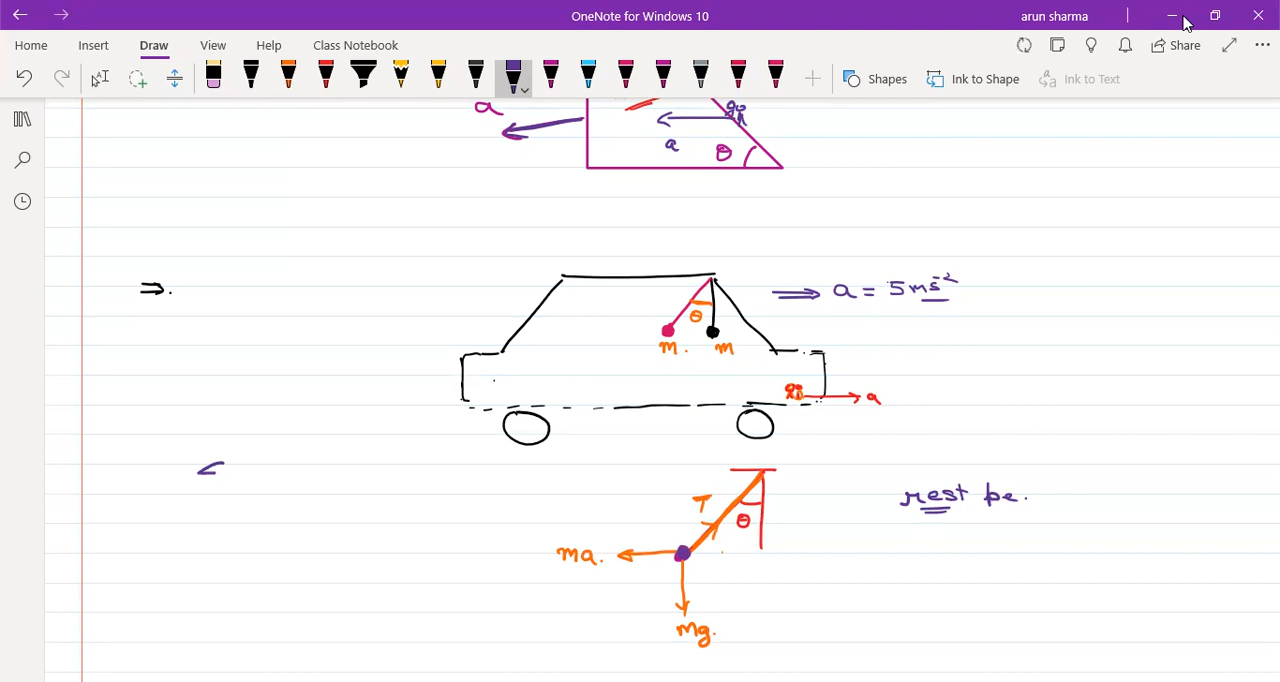 OneNote for Windows 10
arun sharma
Home Insert Draw View Help Class Notebook
Share
Shapes
Ink to Shape
Ink to Text
a
a
θ
⇒.
⇒ a = 5ms⁻²
θ
m. m
a
T
θ
rest be.
ma.
mg.